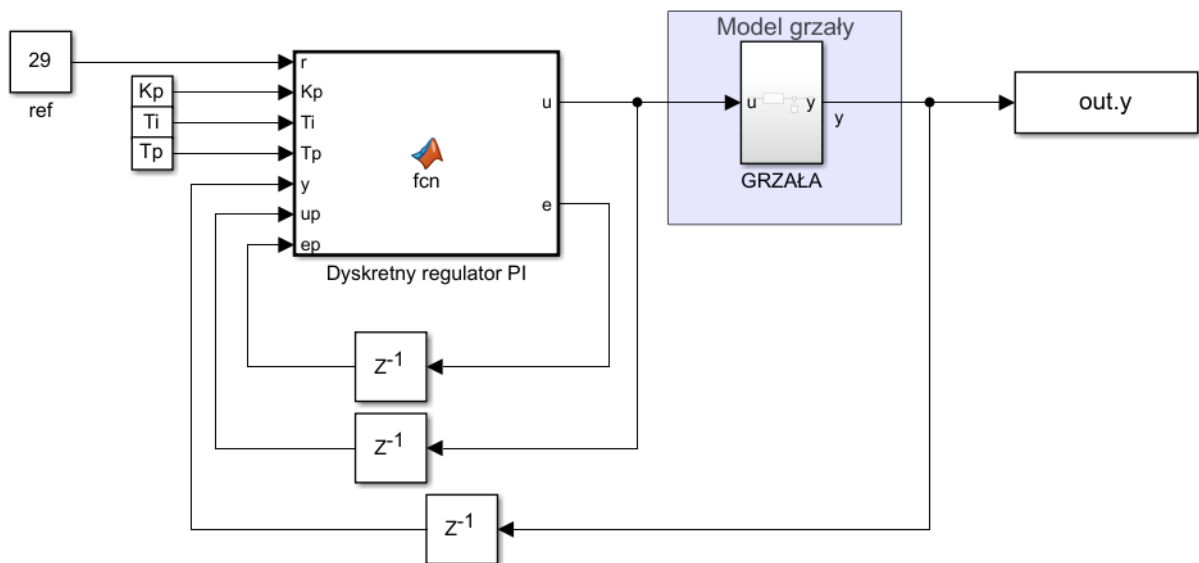 Model grzały
29
ref
Kp
Ti
Tp
r
Kp
Ti
Tp
y
up
ep
fcn
u
e
Dyskretny regulator PI
u
y
y
GRZAŁA
out.y
Z-1
Z-1
Z-1